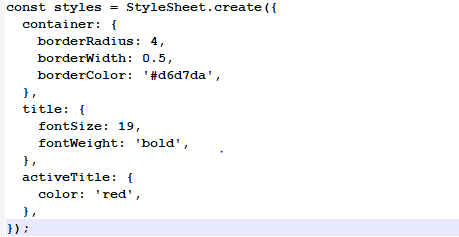 const styles = StyleSheet.create({
  container: {
    borderRadius: 4,
    borderWidth: 0.5,
    borderColor: '#d6d7da',
  },
  title: {
    fontSize: 19,
    fontWeight: 'bold',
  },
  activeTitle: {
    color: 'red',
  },
});